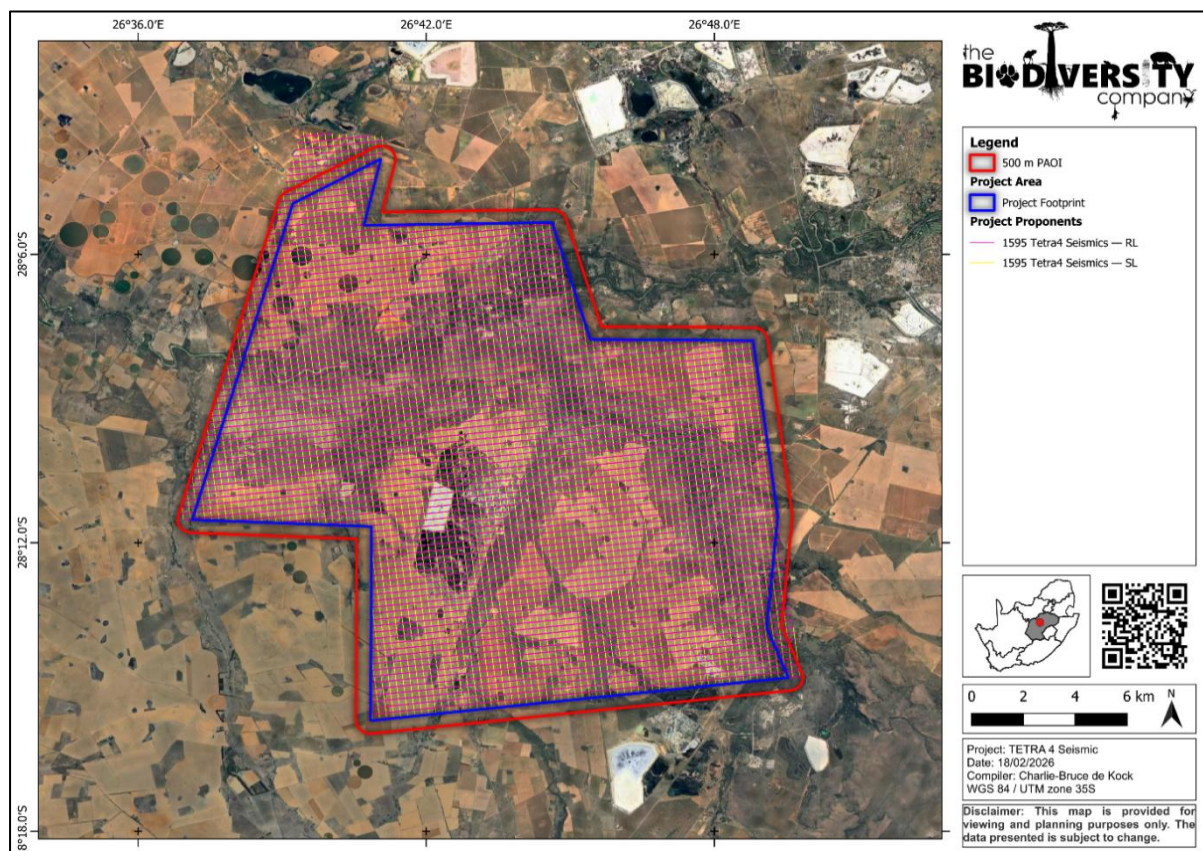 26°36.0'E
26°42.0'E
26°48.0'E
28°6.0'S
28°12.0'S
8°18.0'S
the
BIODIVERSITY
company
Legend
500 m PAOI
Project Area
Project Footprint
Project Proponents
1595 Tetra4 Seismics — RL
1595 Tetra4 Seismics — SL
0 2 4 6 km
N
Project: TETRA 4 Seismic
Date: 18/02/2026
Compiler: Charlie-Bruce de Kock
WGS 84 / UTM zone 35S
Disclaimer: This map is provided for
viewing and planning purposes only. The
data presented is subject to change.